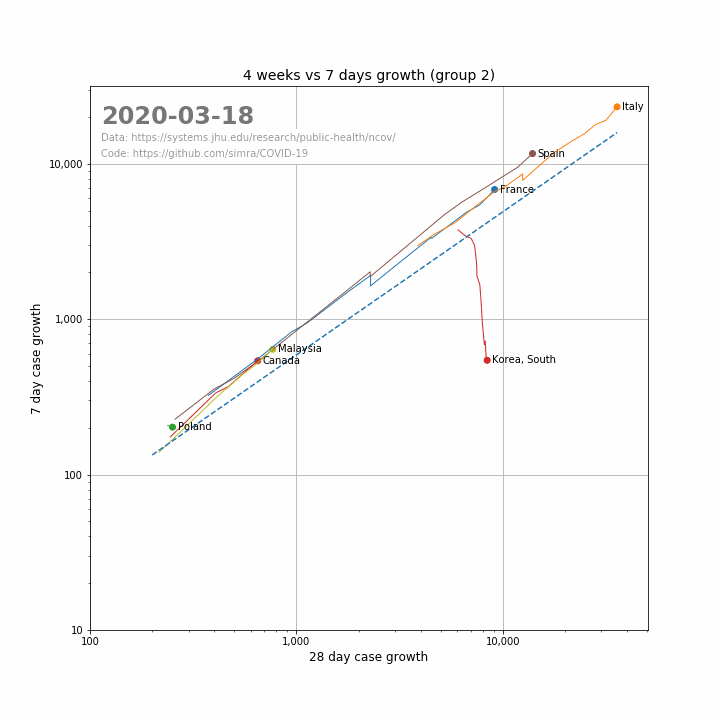 4 weeks vs 7 days growth (group 2)
2020-03-18
Data: https://systems.jhu.edu/research/public-health/ncov/
Code: https://github.com/simra/COVID-19
Italy
10,000
Spain
France
7 day case growth
1,000
Malaysia
Canada
Korea, South
Poland
100
10
100
1,000
10,000
28 day case growth